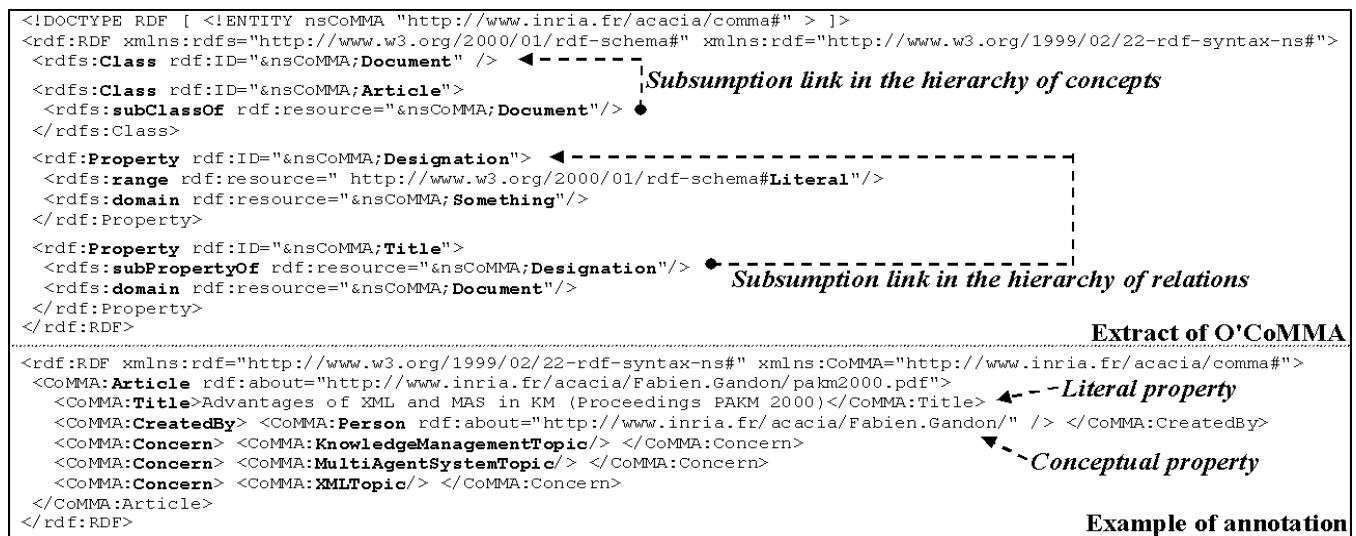 <!DOCTYPE RDF [ <!ENTITY nsCoMMA "http://www.inria.fr/acacia/comma#" > ]>
<rdf:RDF xmlns:rdfs="http://www.w3.org/2000/01/rdf-schema#" xmlns:rdf="http://www.w3.org/1999/02/22-rdf-syntax-ns#">
<rdfs:Class rdf:ID="&nsCoMMA;Document" />
Subsumption link in the hierarchy of concepts
<rdfs:Class rdf:ID="&nsCoMMA;Article">
<rdfs:subClassOf rdf:resource="&nsCoMMA;Document"/>
</rdfs:Class>
<rdf:Property rdf:ID="&nsCoMMA;Designation">
<rdfs:range rdf:resource=" http://www.w3.org/2000/01/rdf-schema#Literal"/>
<rdfs:domain rdf:resource="&nsCoMMA;Something"/>
</rdf:Property>
<rdf:Property rdf:ID="&nsCoMMA;Title">
<rdfs:subPropertyOf rdf:resource="&nsCoMMA;Designation"/>
Subsumption link in the hierarchy of relations
<rdfs:domain rdf:resource="&nsCoMMA;Document"/>
</rdf:Property>
</rdf:RDF>
Extract of O'CoMMA
<rdf:RDF xmlns:rdf="http://www.w3.org/1999/02/22-rdf-syntax-ns#" xmlns:CoMMA="http://www.inria.fr/acacia/comma#">
<CoMMA:Article rdf:about="http://www.inria.fr/acacia/Fabien.Gandon/pakm2000.pdf">
Literal property
<CoMMA:Title>Advantages of XML and MAS in KM (Proceedings PAKM 2000)</CoMMA:Title>
<CoMMA:CreatedBy> <CoMMA:Person rdf:about="http://www.inria.fr/acacia/Fabien.Gandon/" /> </CoMMA:CreatedBy>
<CoMMA:Concern> <CoMMA:KnowledgeManagementTopic/> </CoMMA:Concern>
<CoMMA:Concern> <CoMMA:MultiAgentSystemTopic/> </CoMMA:Concern>
Conceptual property
<CoMMA:Concern> <CoMMA:XMLTopic/> </CoMMA:Concern>
</CoMMA:Article>
</rdf:RDF>
Example of annotation